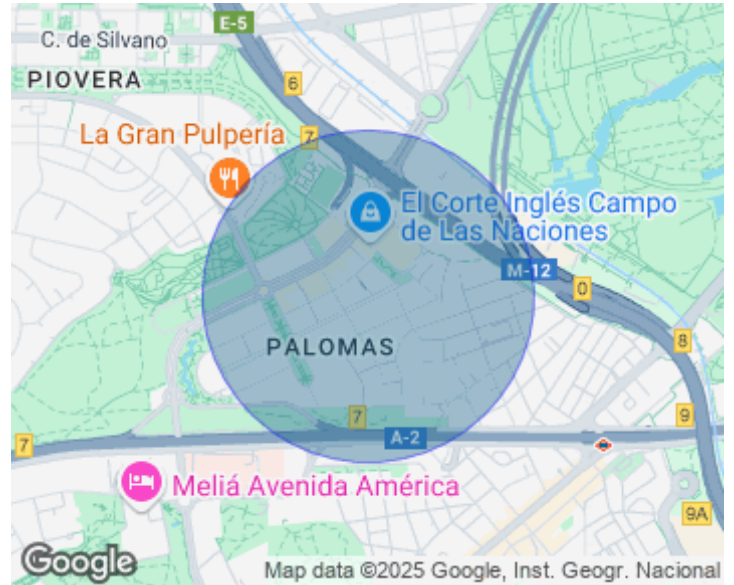 E-5
C. de Silvano
PIOVERA
6
7
La Gran Pulpería
El Corte Inglés Campo
de Las Naciones
M-12
0
PALOMAS
8
7
A-2
9
7
Meliá Avenida América
9A
Google
Map data ©2025 Google, Inst. Geogr. Nacional